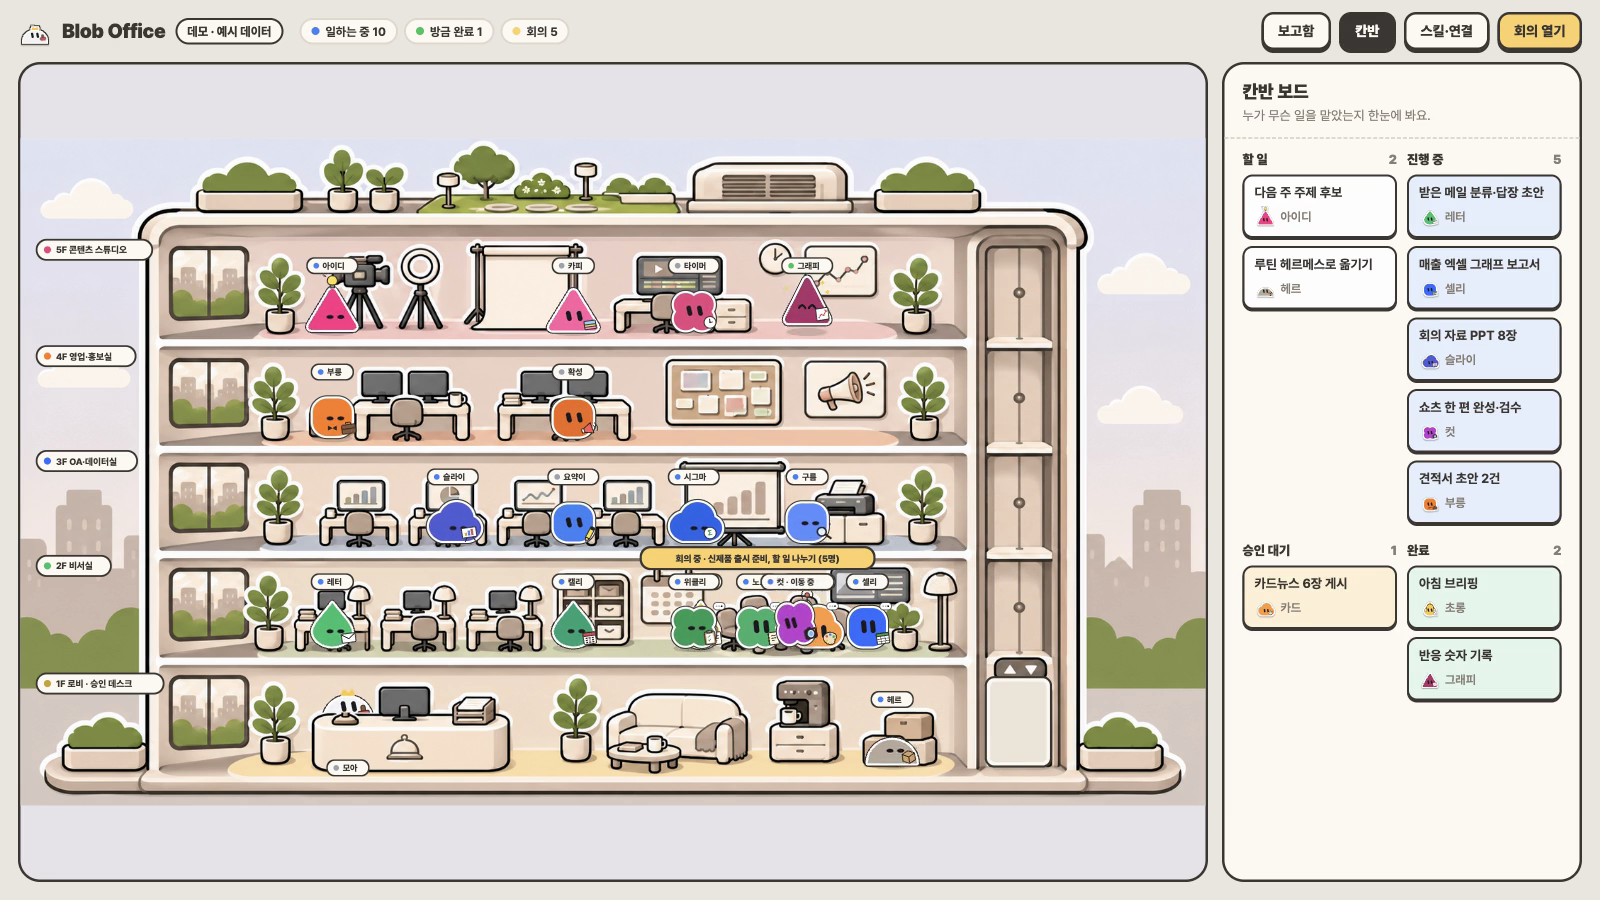 Blob Office
데모 · 예시 데이터
일하는 중 10
방금 완료 1
회의 5
보고함
칸반
스킬·연결
회의 열기
5F 콘텐츠 스튜디오
아이디
카피
타이머
그래피
4F 영업·홍보실
부릉
확성
3F OA·데이터실
슬라이
요약이
시그마
구름
회의 중 · 신제품 출시 준비, 할 일 나누기 (5명)
2F 비서실
레터
캘리
위클리
컷 · 이동 중
셀리
1F 로비 · 승인 데스크
헤르
모아
칸반 보드
누가 무슨 일을 맡았는지 한눈에 봐요.
할 일 2
다음 주 주제 후보
아이디
루틴 헤르메스로 옮기기
헤르
진행 중 5
받은 메일 분류·답장 초안
레터
매출 엑셀 그래프 보고서
셀리
회의 자료 PPT 8장
슬라이
쇼츠 한 편 완성·검수
컷
견적서 초안 2건
부릉
승인 대기 1
카드뉴스 6장 게시
카드
완료 2
아침 브리핑
초롱
반응 숫자 기록
그래피